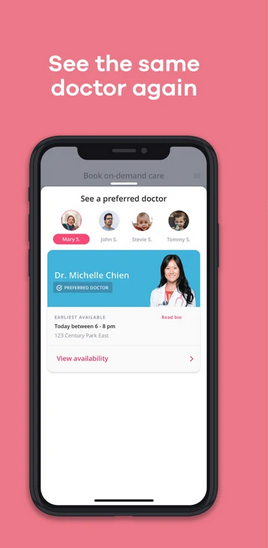 See the same
doctor again
Book on-demand care
See a preferred doctor
Mary S.
John S.
Stevie S.
Tommy S.
Dr. Michelle Chien
PREFERRED DOCTOR
EARLIEST AVAILABLE
Read bio
Today between 6 - 8 pm
123 Century Park East
View availability